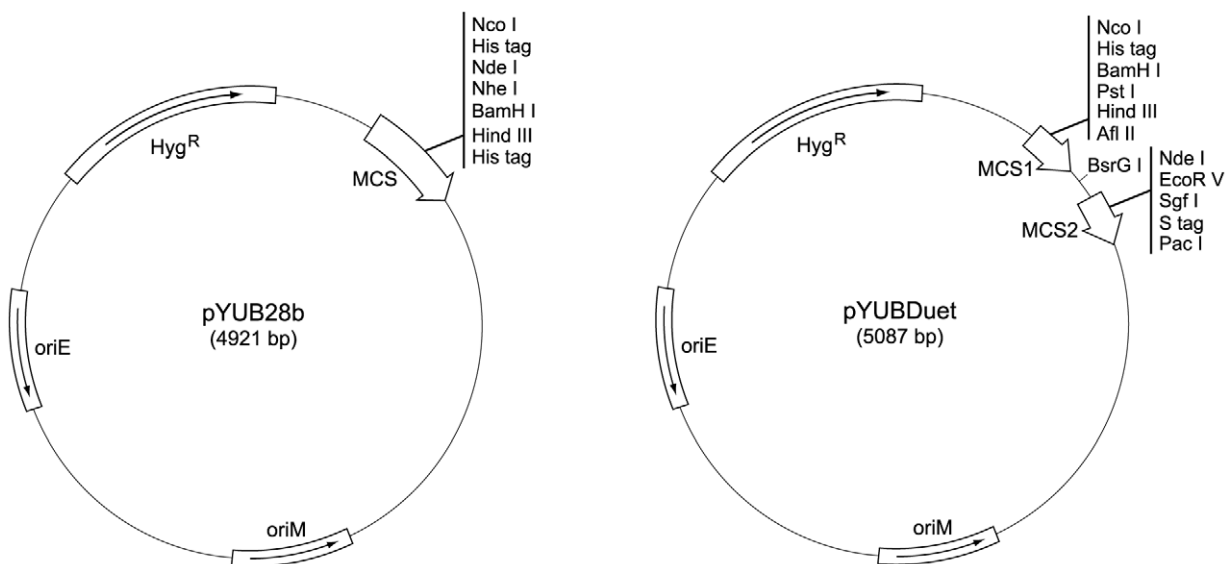 Nco I
His tag
Nde I
Nhe I
BamH I
Hind III
His tag
Hyg^R
MCS
oriE
pYUB28b
(4921 bp)
oriM
Nco I
His tag
BamH I
Pst I
Hind III
Afl II
Hyg^R
MCS1
BsrG I
Nde I
EcoR V
Sgf I
S tag
Pac I
MCS2
oriE
pYUBDuet
(5087 bp)
oriM